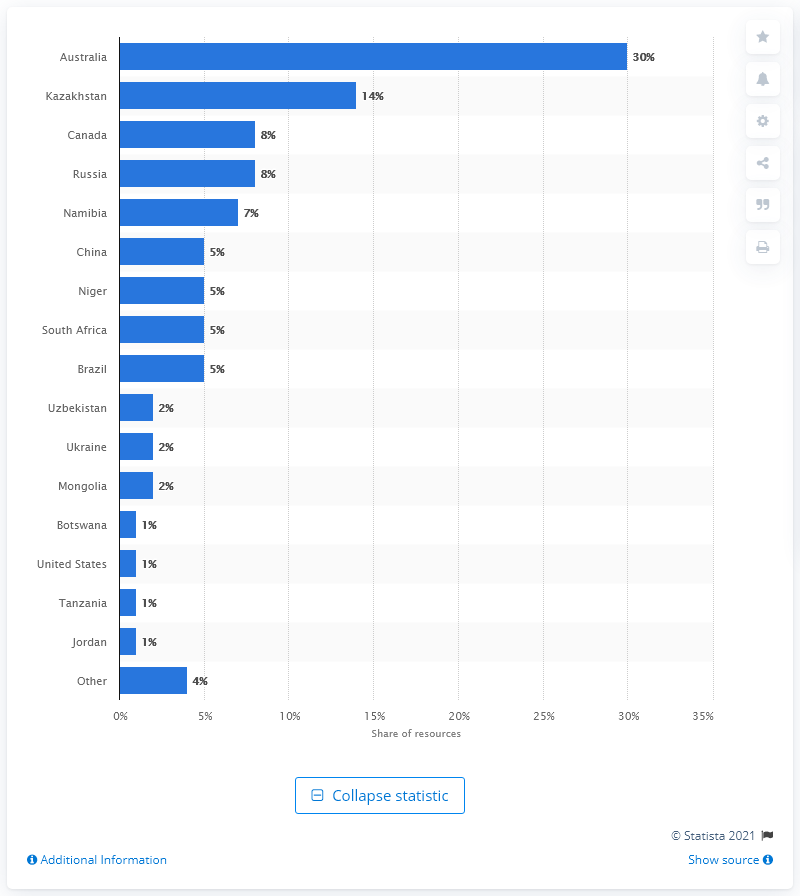 Australia 30%
Kazakhstan 14%
Canada 8%
Russia 8%
Namibia 7%
China 5%
Niger 5%
South Africa 5%
Brazil 5%
Uzbekistan 2%
Ukraine 2%
Mongolia 2%
Botswana 1%
United States 1%
Tanzania 1%
Jordan 1%
Other 4%
0% 5% 10% 15% 20% 25% 30% 35%
Share of resources
Collapse statistic
© Statista 2021
Additional Information Show source